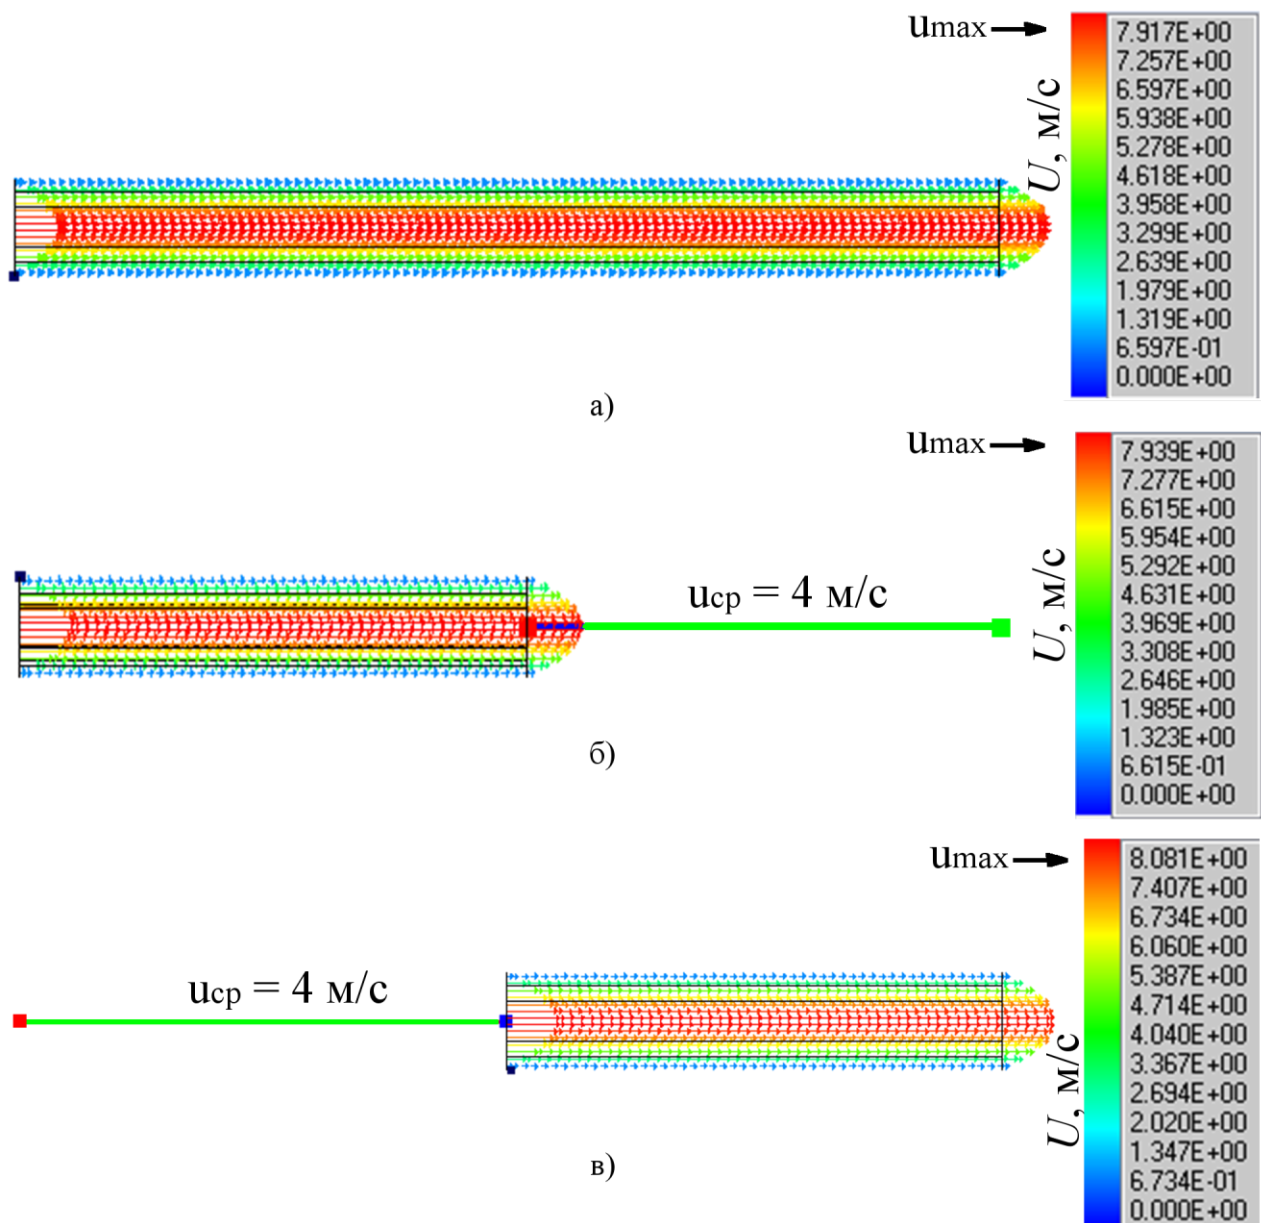 umax
7.917E+00
7.257E+00
6.597E+00
5.938E+00
5.278E+00
4.618E+00
3.958E+00
3.299E+00
2.639E+00
1.979E+00
1.319E+00
6.597E-01
0.000E+00
U, м/с
а)
umax
7.939E+00
7.277E+00
6.615E+00
5.954E+00
5.292E+00
4.631E+00
3.969E+00
3.308E+00
2.646E+00
1.985E+00
1.323E+00
6.615E-01
0.000E+00
U, м/с
uср = 4 м/с
б)
umax
8.081E+00
7.407E+00
6.734E+00
6.060E+00
5.387E+00
4.714E+00
4.040E+00
3.367E+00
2.694E+00
2.020E+00
1.347E+00
6.734E-01
0.000E+00
U, м/с
uср = 4 м/с
в)